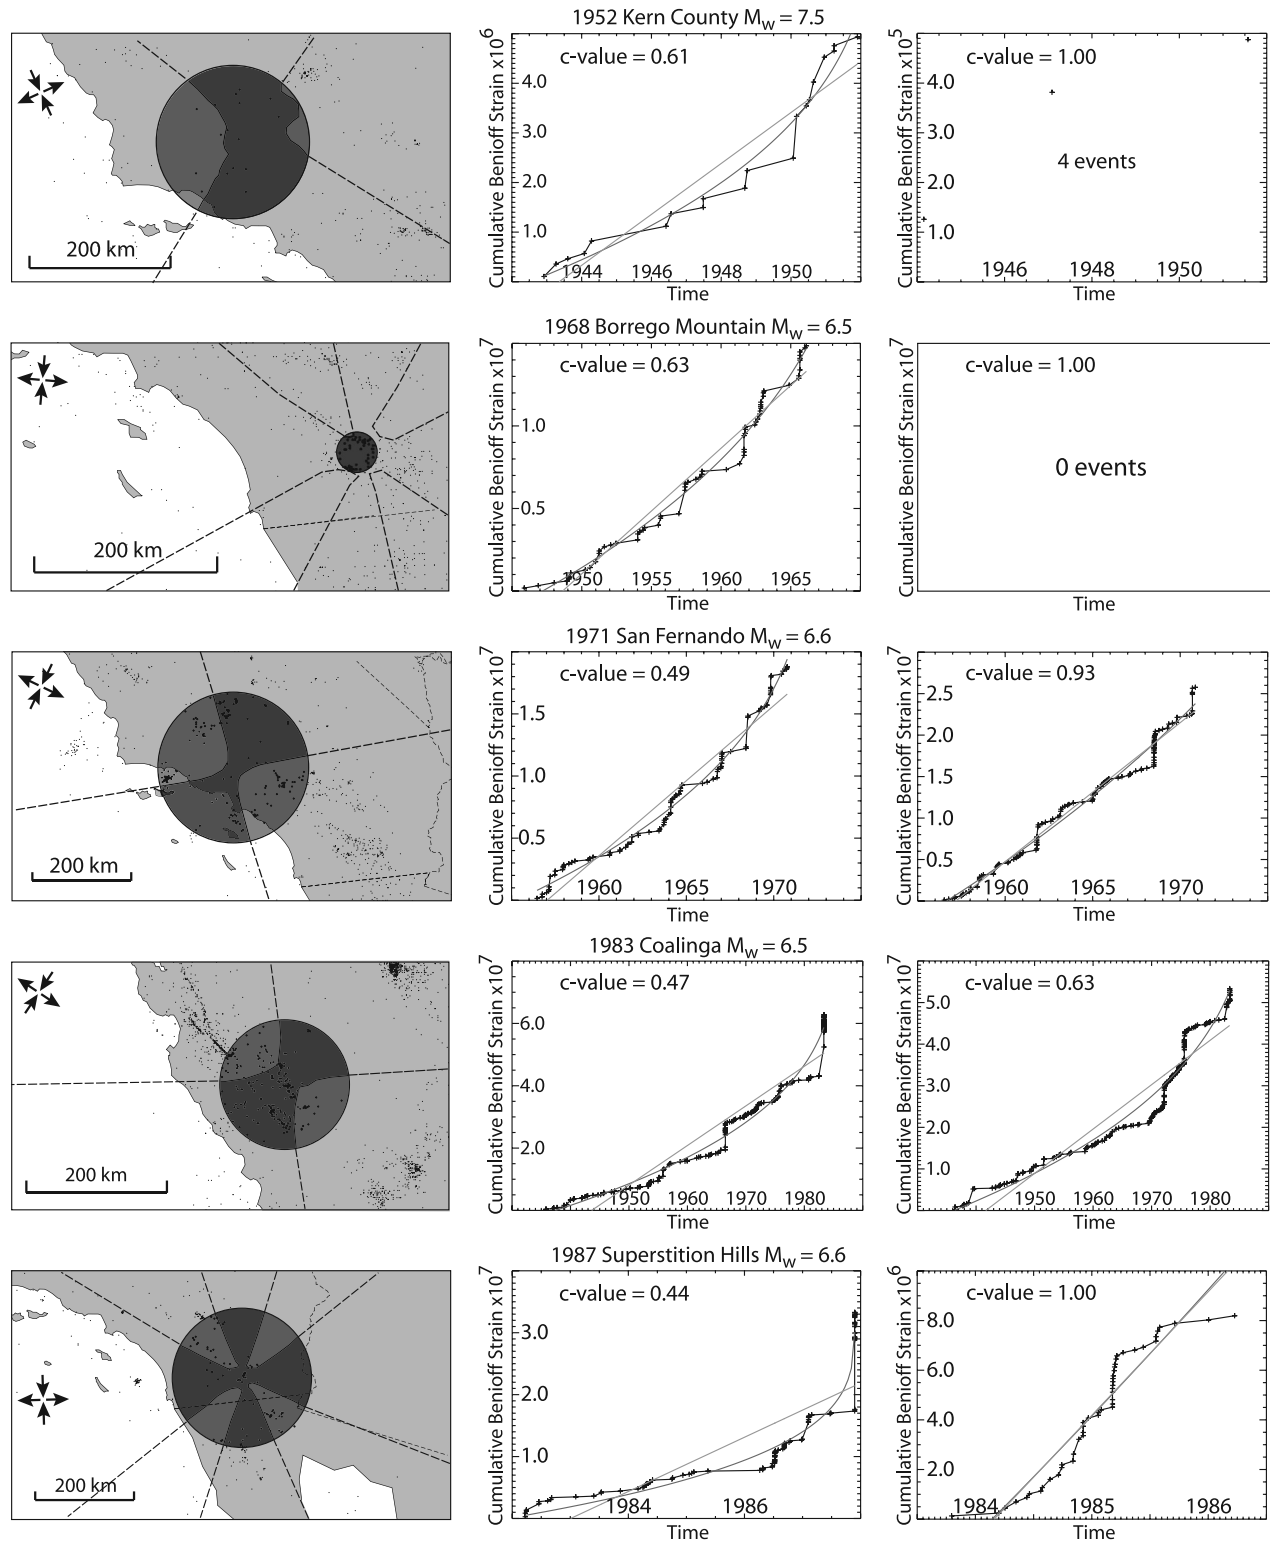 1952 Kern County Mw = 7.5
200 km
Cumulative Benioff Strain x10^6
c-value = 0.61
4.0
3.0
2.0
1.0
1944 1946 1948 1950
Time
Cumulative Benioff Strain x10^5
c-value = 1.00
4.0
3.0
4 events
2.0
1.0
1946 1948 1950
Time
1968 Borrego Mountain Mw = 6.5
200 km
Cumulative Benioff Strain x10^7
c-value = 0.63
1.0
0.5
1950 1955 1960 1965
Time
Cumulative Benioff Strain x10^7
c-value = 1.00
0 events
Time
1971 San Fernando Mw = 6.6
200 km
Cumulative Benioff Strain x10^7
c-value = 0.49
1.5
1.0
0.5
1960 1965 1970
Time
Cumulative Benioff Strain x10^7
c-value = 0.93
2.5
2.0
1.5
1.0
0.5
1960 1965 1970
Time
1983 Coalinga Mw = 6.5
200 km
Cumulative Benioff Strain x10^7
c-value = 0.47
6.0
4.0
2.0
1950 1960 1970 1980
Time
Cumulative Benioff Strain x10^7
c-value = 0.63
5.0
4.0
3.0
2.0
1.0
1950 1960 1970 1980
Time
1987 Superstition Hills Mw = 6.6
200 km
Cumulative Benioff Strain x10^7
c-value = 0.44
3.0
2.0
1.0
1984 1986
Time
Cumulative Benioff Strain x10^6
c-value = 1.00
8.0
6.0
4.0
2.0
1984 1985 1986
Time